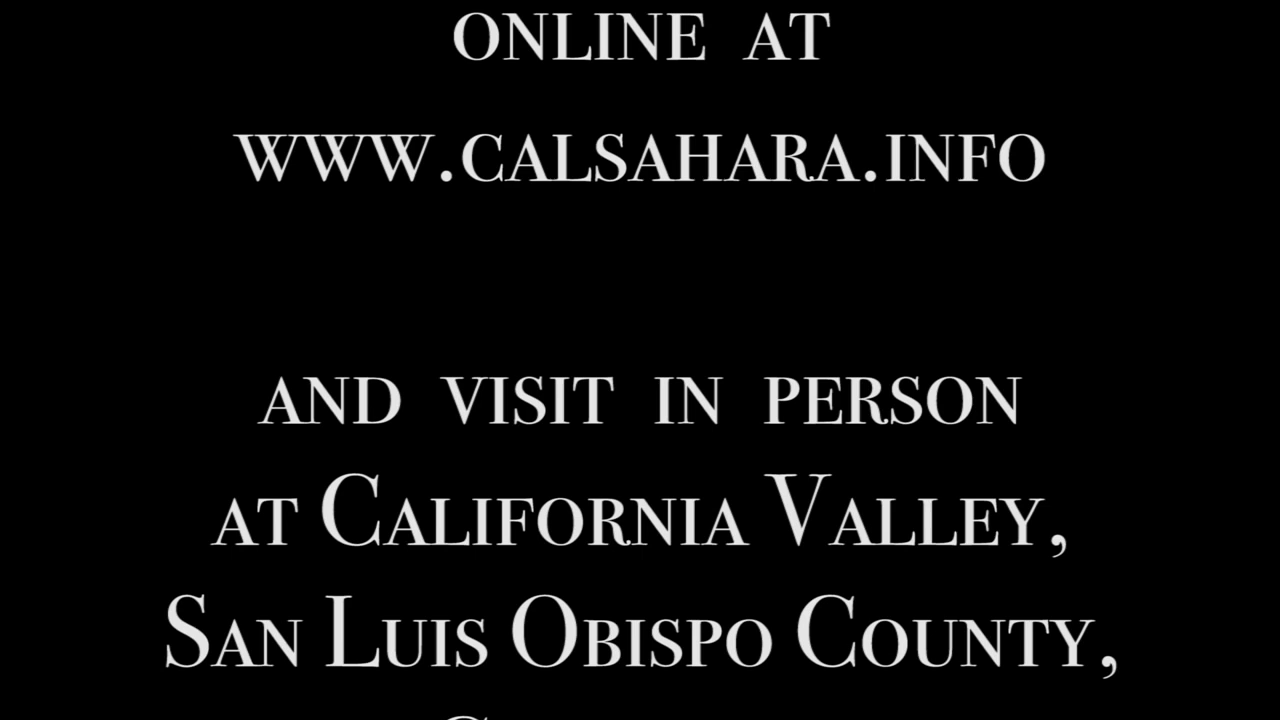 ONLINE AT
WWW.CALSAHARA.INFO
AND VISIT IN PERSON
AT CALIFORNIA VALLEY,
SAN LUIS OBISPO COUNTY,